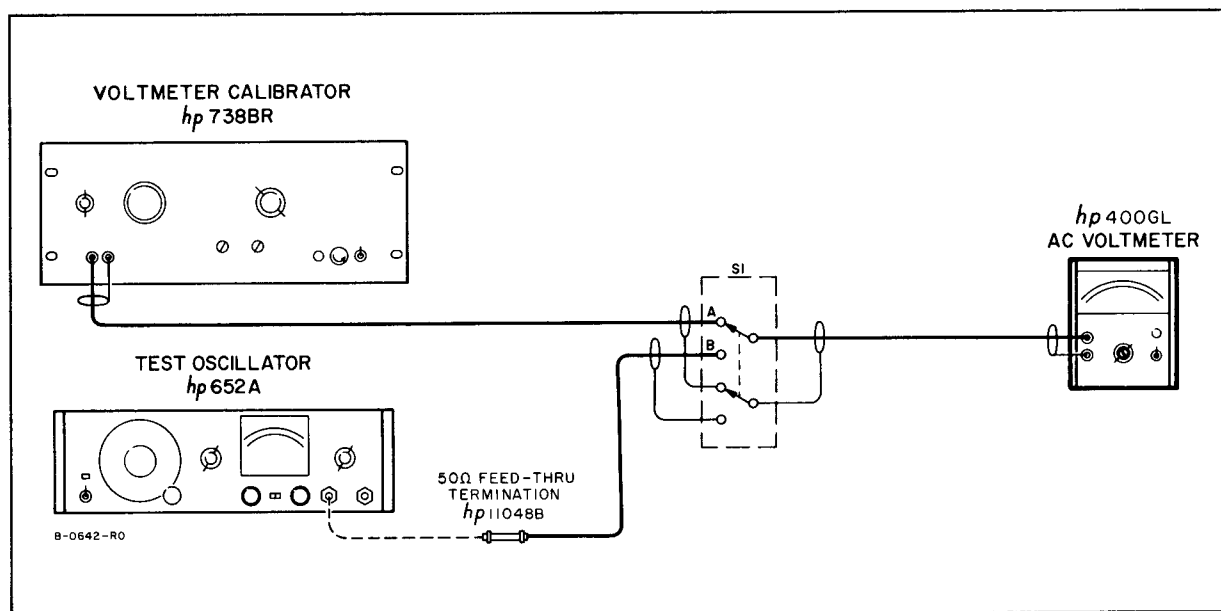 VOLTMETER CALIBRATOR
hp 738BR
TEST OSCILLATOR
hp 652A
B-0642-RO
50Ω FEED-THRU
TERMINATION
hp 11048B
S1
A
B
hp 400GL
AC VOLTMETER